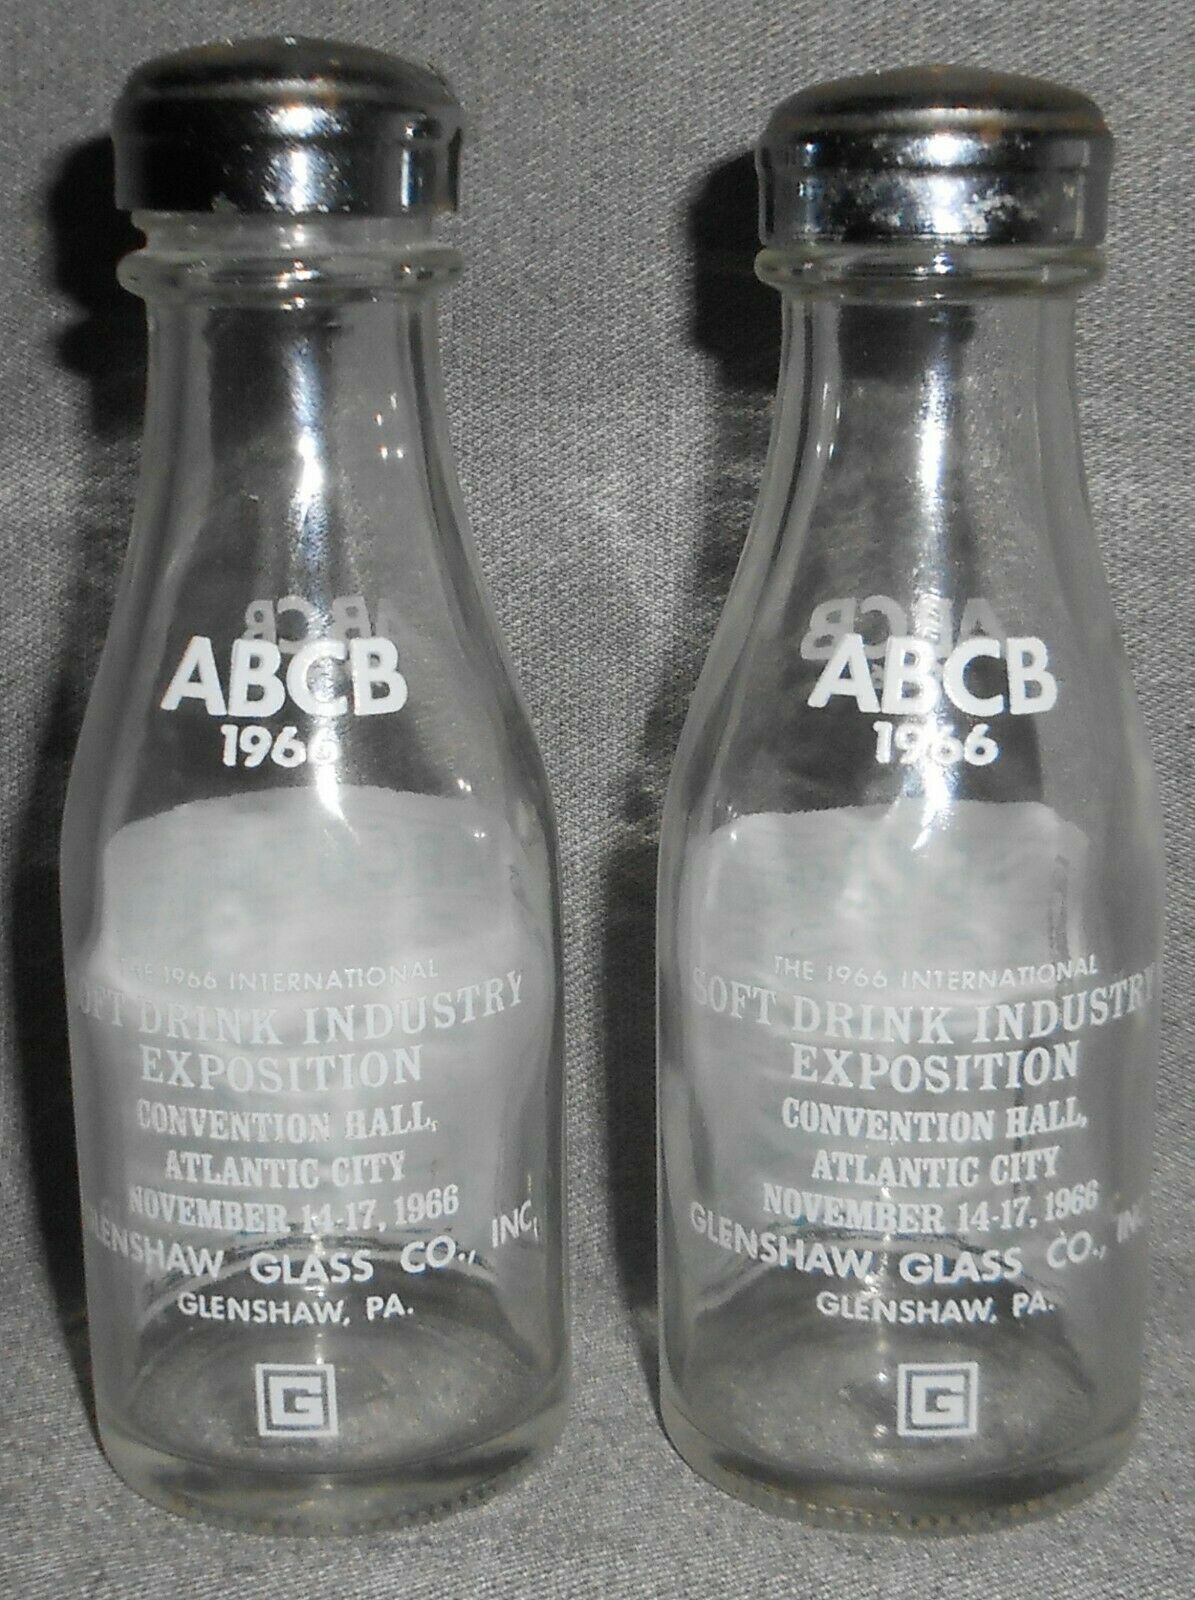 ABCB
1966
THE 1966 INTERNATIONAL
SOFT DRINK INDUSTRY
EXPOSITION
CONVENTION HALL,
ATLANTIC CITY
NOVEMBER 14-17, 1966
GLENSHAW GLASS CO., INC.
GLENSHAW, PA.
G
ABCB
1966
THE 1966 INTERNATIONAL
SOFT DRINK INDUSTRY
EXPOSITION
CONVENTION HALL,
ATLANTIC CITY
NOVEMBER 14-17, 1966
GLENSHAW GLASS CO., INC.
GLENSHAW, PA.
G